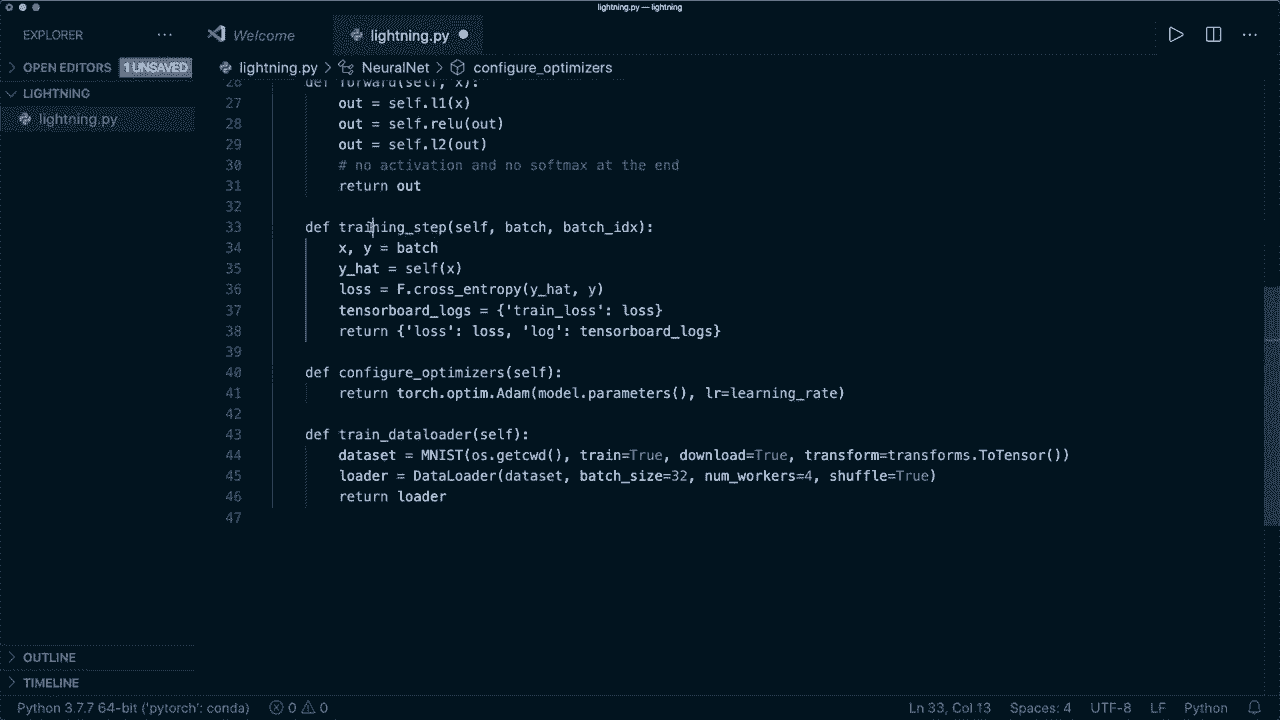 lightning.py — lightning
EXPLORER
Welcome
lightning.py
OPEN EDITORS 1 UNSAVED
lightning.py > NeuralNet > configure_optimizers
LIGHTNING
lightning.py
26 def forward(self, x):
27 out = self.l1(x)
28 out = self.relu(out)
29 out = self.l2(out)
30 # no activation and no softmax at the end
31 return out
32
33 def training_step(self, batch, batch_idx):
34 x, y = batch
35 y_hat = self(x)
36 loss = F.cross_entropy(y_hat, y)
37 tensorboard_logs = {'train_loss': loss}
38 return {'loss': loss, 'log': tensorboard_logs}
39
40 def configure_optimizers(self):
41 return torch.optim.Adam(model.parameters(), lr=learning_rate)
42
43 def train_dataloader(self):
44 dataset = MNIST(os.getcwd(), train=True, download=True, transform=transforms.ToTensor())
45 loader = DataLoader(dataset, batch_size=32, num_workers=4, shuffle=True)
46 return loader
47
OUTLINE
TIMELINE
Python 3.7.7 64-bit ('pytorch': conda) 0 0 Ln 33, Col 13 Spaces: 4 UTF-8 LF Python